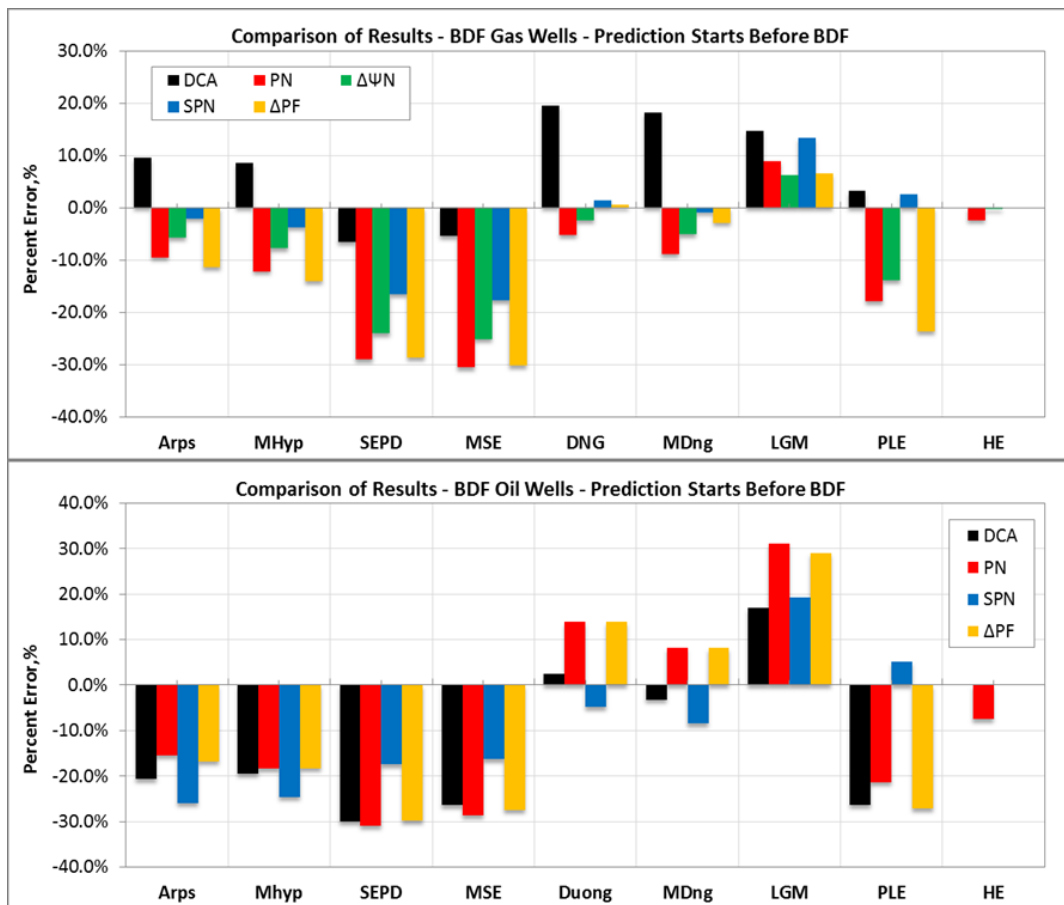 Comparison of Results - BDF Gas Wells - Prediction Starts Before BDF
DCA PN ΔΨN
SPN ΔPF
Percent Error,%
30.0%
20.0%
10.0%
0.0%
-10.0%
-20.0%
-30.0%
-40.0%
Arps MHyp SEPD MSE DNG MDng LGM PLE HE
Comparison of Results - BDF Oil Wells - Prediction Starts Before BDF
DCA
PN
SPN
ΔPF
Percent Error,%
40.0%
30.0%
20.0%
10.0%
0.0%
-10.0%
-20.0%
-30.0%
-40.0%
Arps Mhyp SEPD MSE Duong MDng LGM PLE HE